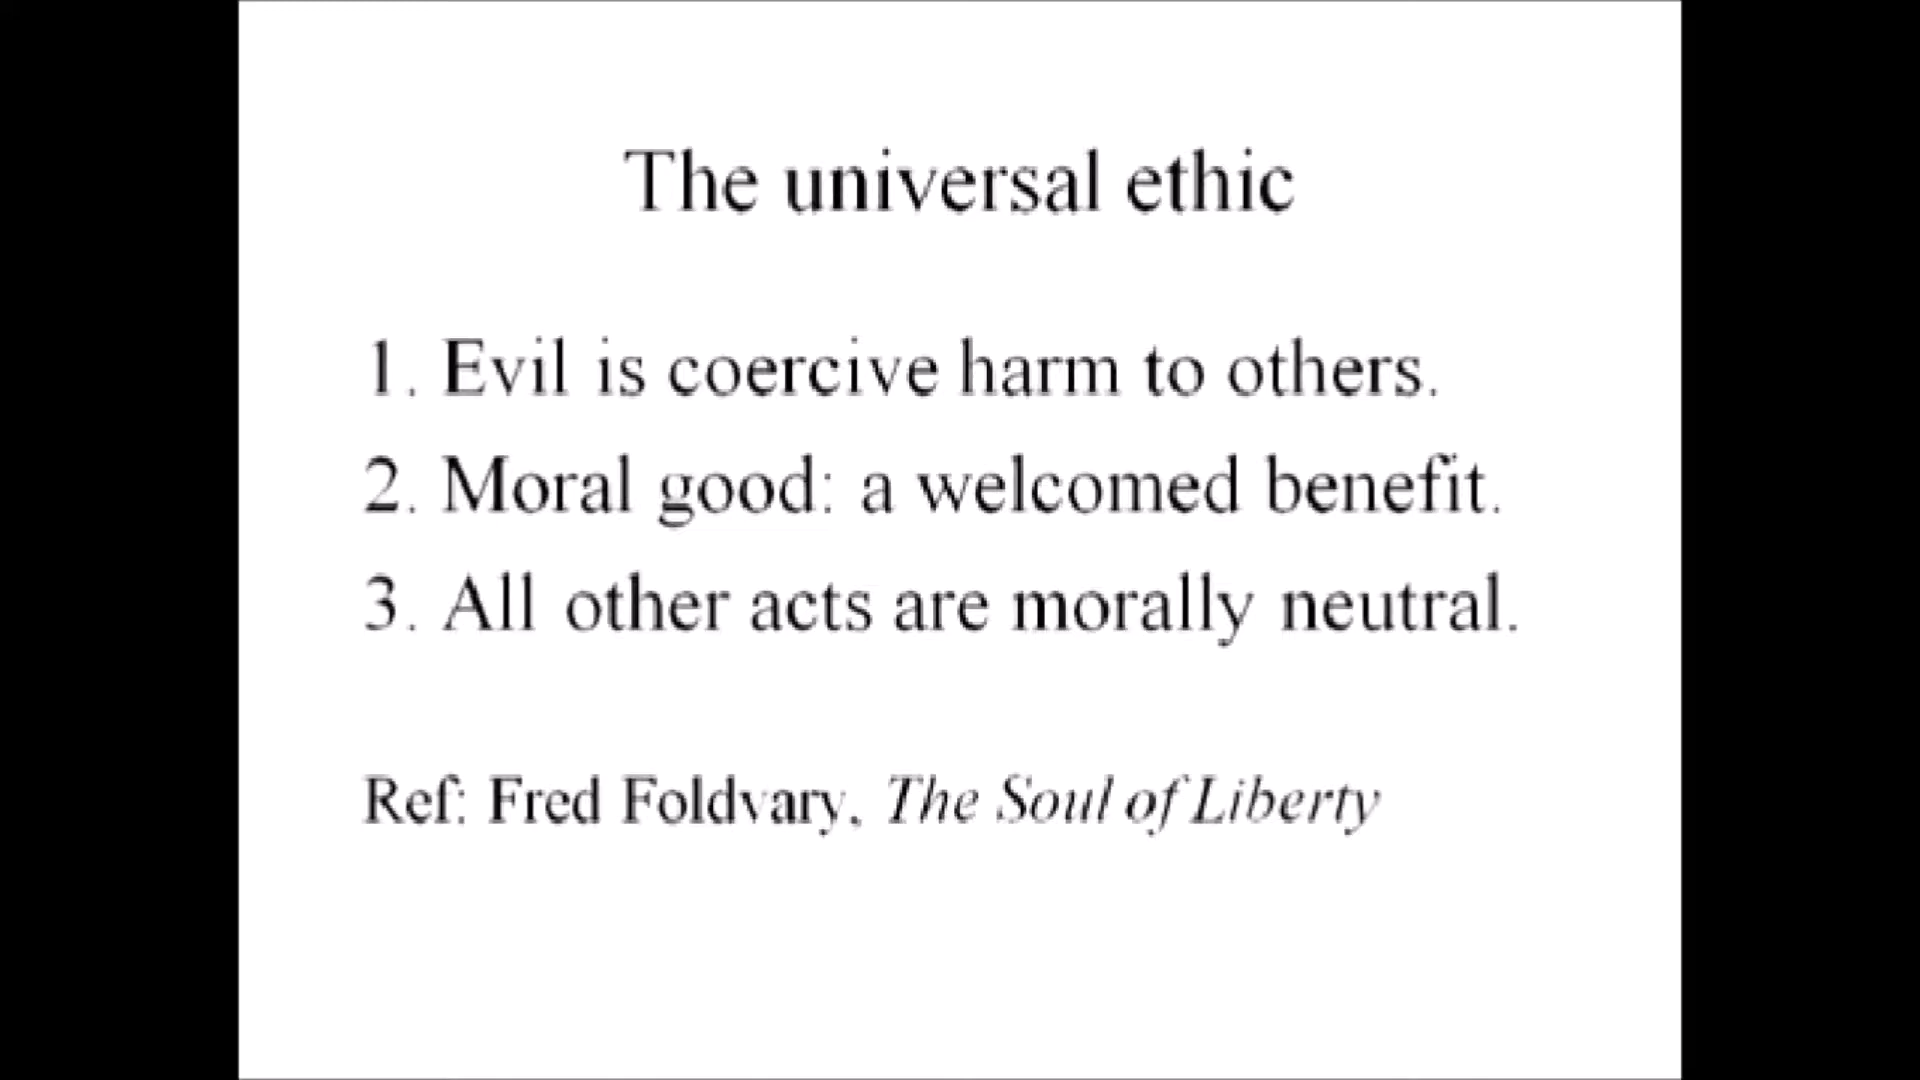 The universal ethic
1. Evil is coercive harm to others.
2. Moral good: a welcomed benefit.
3. All other acts are morally neutral.
Ref: Fred Foldvary, The Soul of Liberty